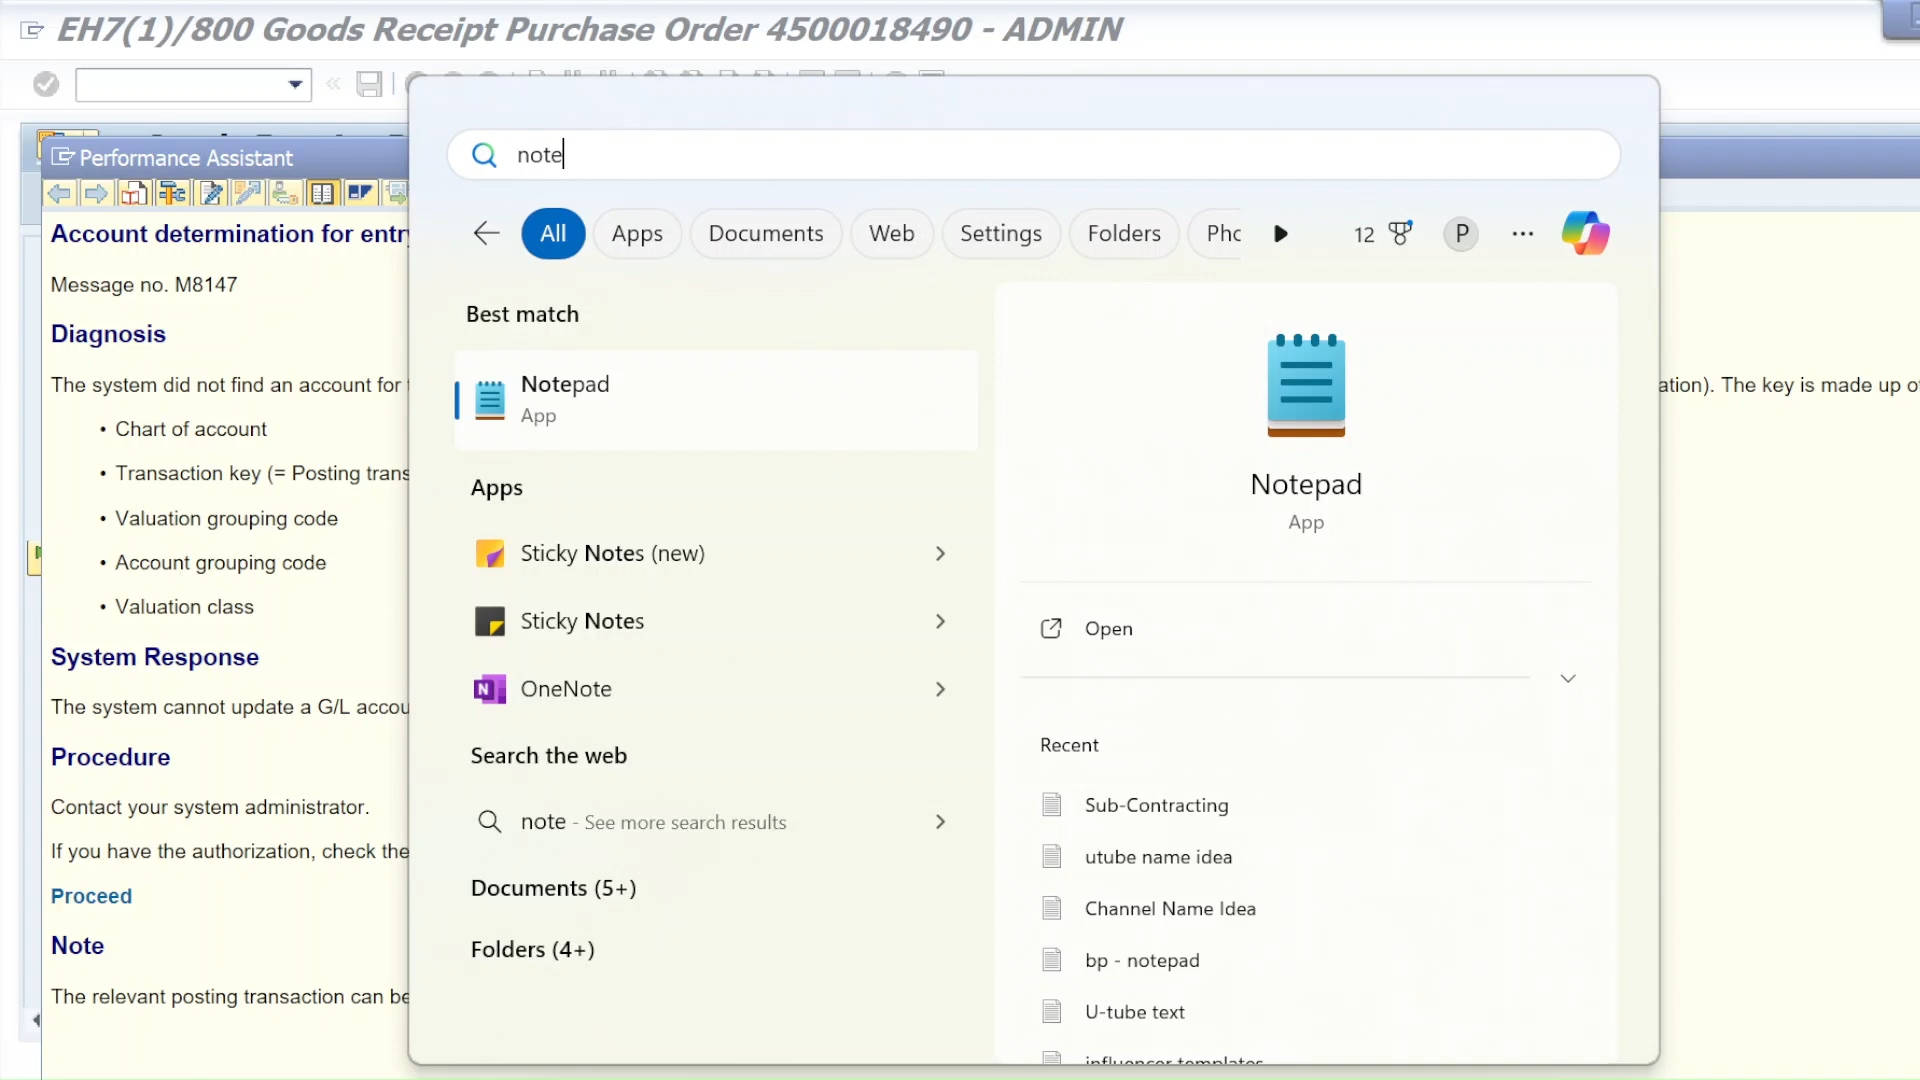 EH7(1)/800 Goods Receipt Purchase Order 4500018490 - ADMIN
Performance Assistant
Account determination for entry
Message no. M8147
Diagnosis
The system did not find an account for
ation). The key is made up
• Chart of account
• Transaction key (= Posting trans
• Valuation grouping code
• Account grouping code
• Valuation class
System Response
The system cannot update a G/L accou
Procedure
Contact your system administrator.
If you have the authorization, check the
Proceed
Note
The relevant posting transaction can be
note
All
Apps
Documents
Web
Settings
Folders
Pho
12
P
Best match
Notepad
App
Apps
Sticky Notes (new)
Sticky Notes
OneNote
Search the web
note - See more search results
Documents (5+)
Folders (4+)
Notepad
App
Open
Recent
Sub-Contracting
utube name idea
Channel Name Idea
bp - notepad
U-tube text
influencer templates